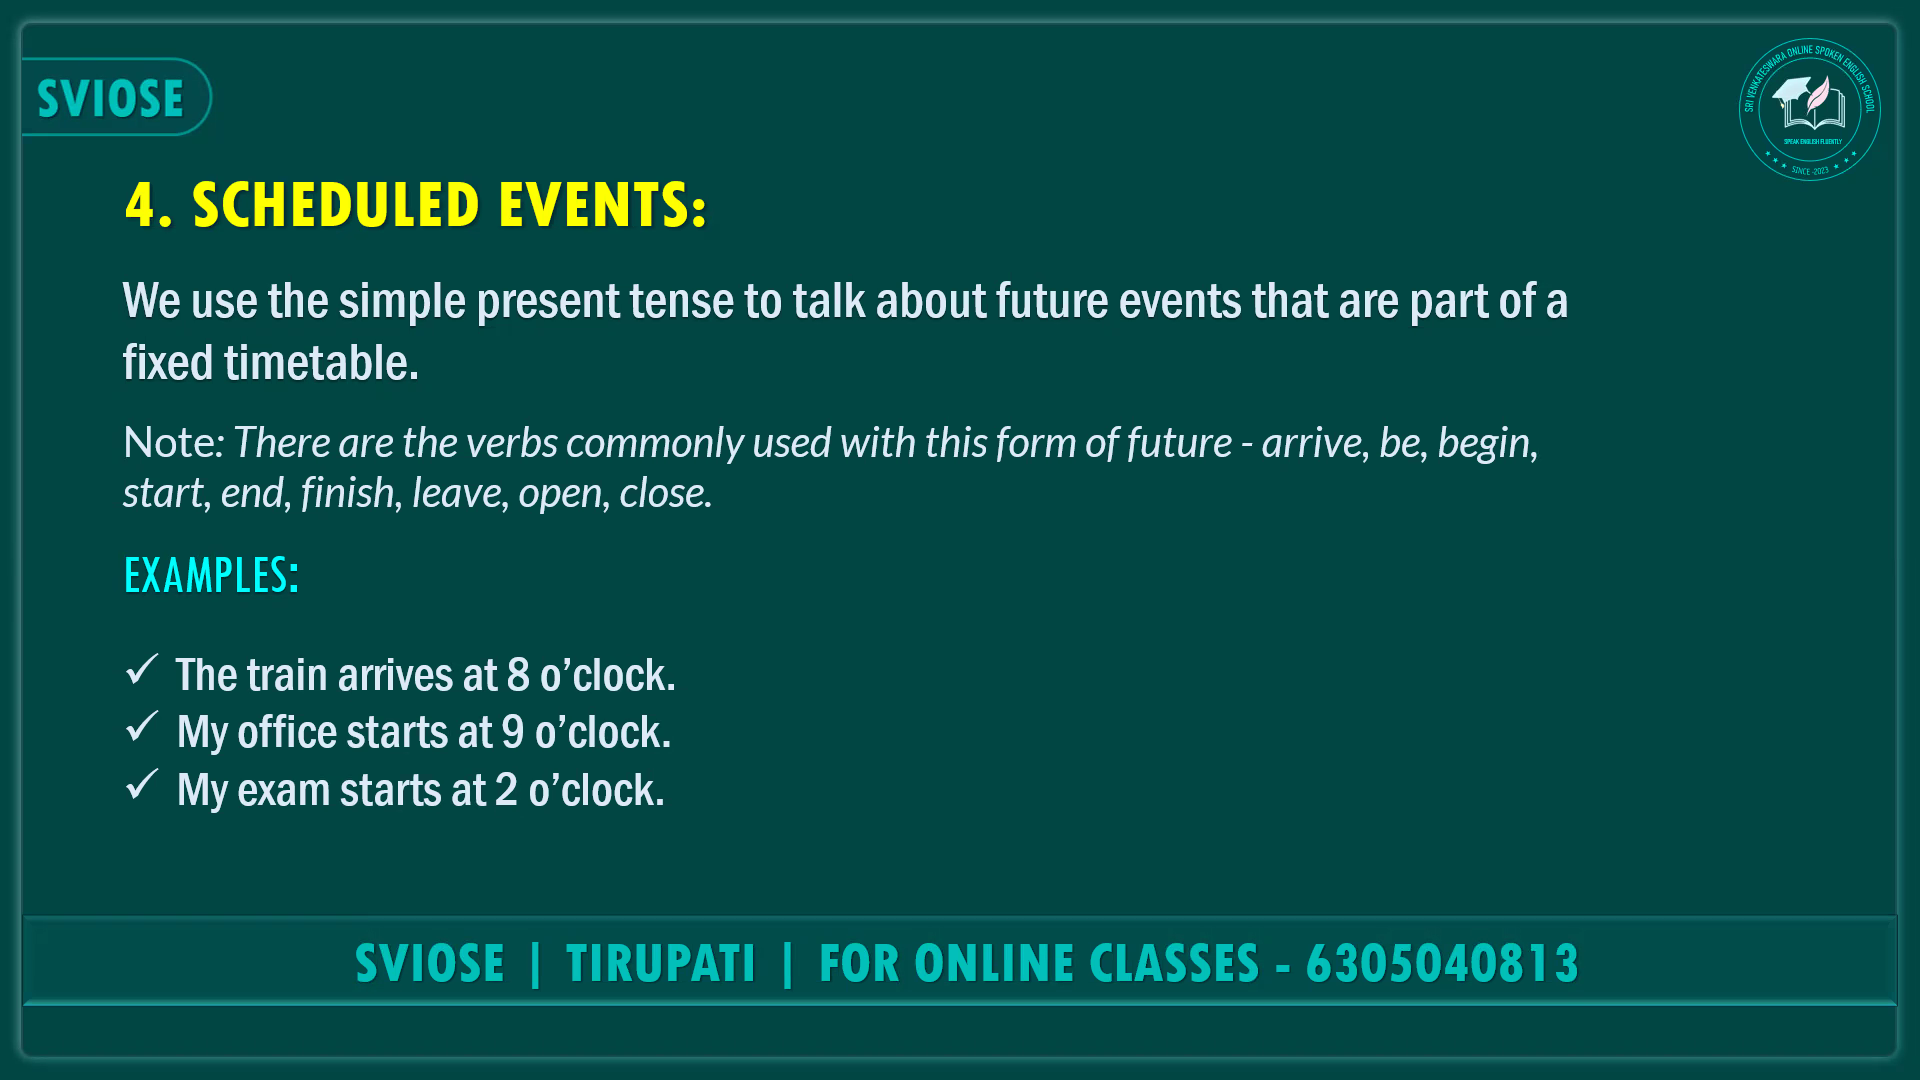 SVIOSE
SRI VENKATESWARA ONLINE SPOKEN ENGLISH SCHOOL
SPEAK ENGLISH FLUENTLY
SINCE -2023
4. SCHEDULED EVENTS:
We use the simple present tense to talk about future events that are part of a
fixed timetable.
Note: There are the verbs commonly used with this form of future - arrive, be, begin,
start, end, finish, leave, open, close.
EXAMPLES:
✓ The train arrives at 8 o’clock.
✓ My office starts at 9 o’clock.
✓ My exam starts at 2 o’clock.
SVIOSE | TIRUPATI | FOR ONLINE CLASSES - 6305040813